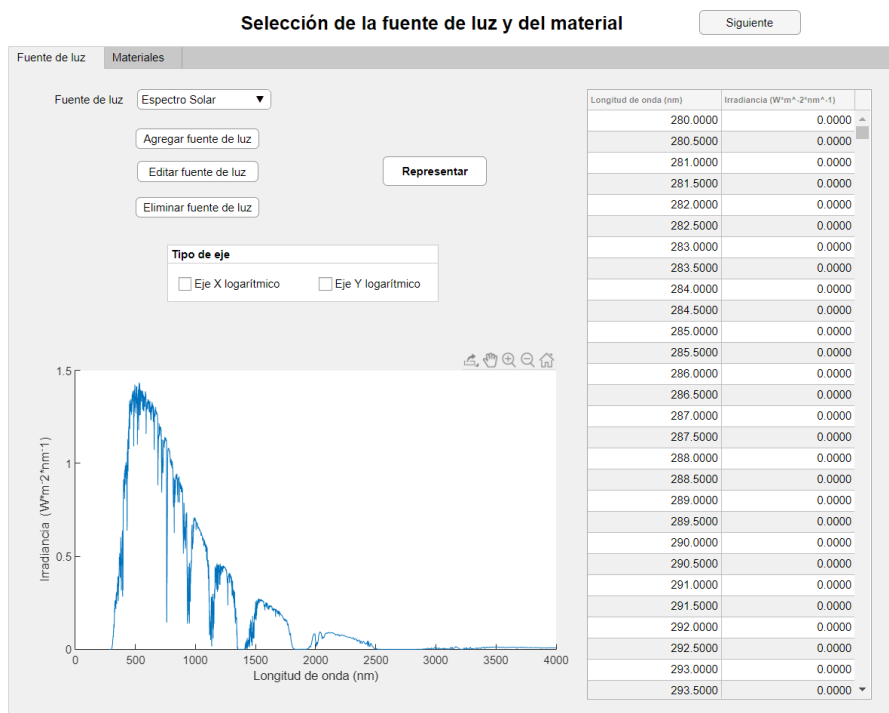 Selección de la fuente de luz y del material
Siguiente
Fuente de luz
Materiales
Fuente de luz
Espectro Solar
Agregar fuente de luz
Editar fuente de luz
Eliminar fuente de luz
Representar
Tipo de eje
Eje X logarítmico
Eje Y logarítmico
1.5
1
0.5
0
Irradiancia (W*m-2*nm-1)
0 500 1000 1500 2000 2500 3000 3500 4000
Longitud de onda (nm)
Longitud de onda (nm) Irradiancia (W*m^-2*nm^-1)
280.0000 0.0000
280.5000 0.0000
281.0000 0.0000
281.5000 0.0000
282.0000 0.0000
282.5000 0.0000
283.0000 0.0000
283.5000 0.0000
284.0000 0.0000
284.5000 0.0000
285.0000 0.0000
285.5000 0.0000
286.0000 0.0000
286.5000 0.0000
287.0000 0.0000
287.5000 0.0000
288.0000 0.0000
288.5000 0.0000
289.0000 0.0000
289.5000 0.0000
290.0000 0.0000
290.5000 0.0000
291.0000 0.0000
291.5000 0.0000
292.0000 0.0000
292.5000 0.0000
293.0000 0.0000
293.5000 0.0000